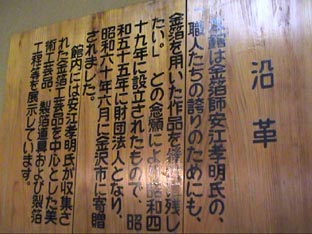 沿革
当館は金箔師安江孝明氏の、
職人たちの誇りのためにも、
金箔を用いた作品を後に残し
たい。」との念願により昭和四
十九年に設立されたもので、昭
和五十五年に財団法人となり、
昭和六十年六月に金沢市に寄贈
されました。
館内には安江孝明氏が収集さ
れた金箔工芸品を中心とした美
術工芸品、製箔道具および製箔
工程等を展示しています。